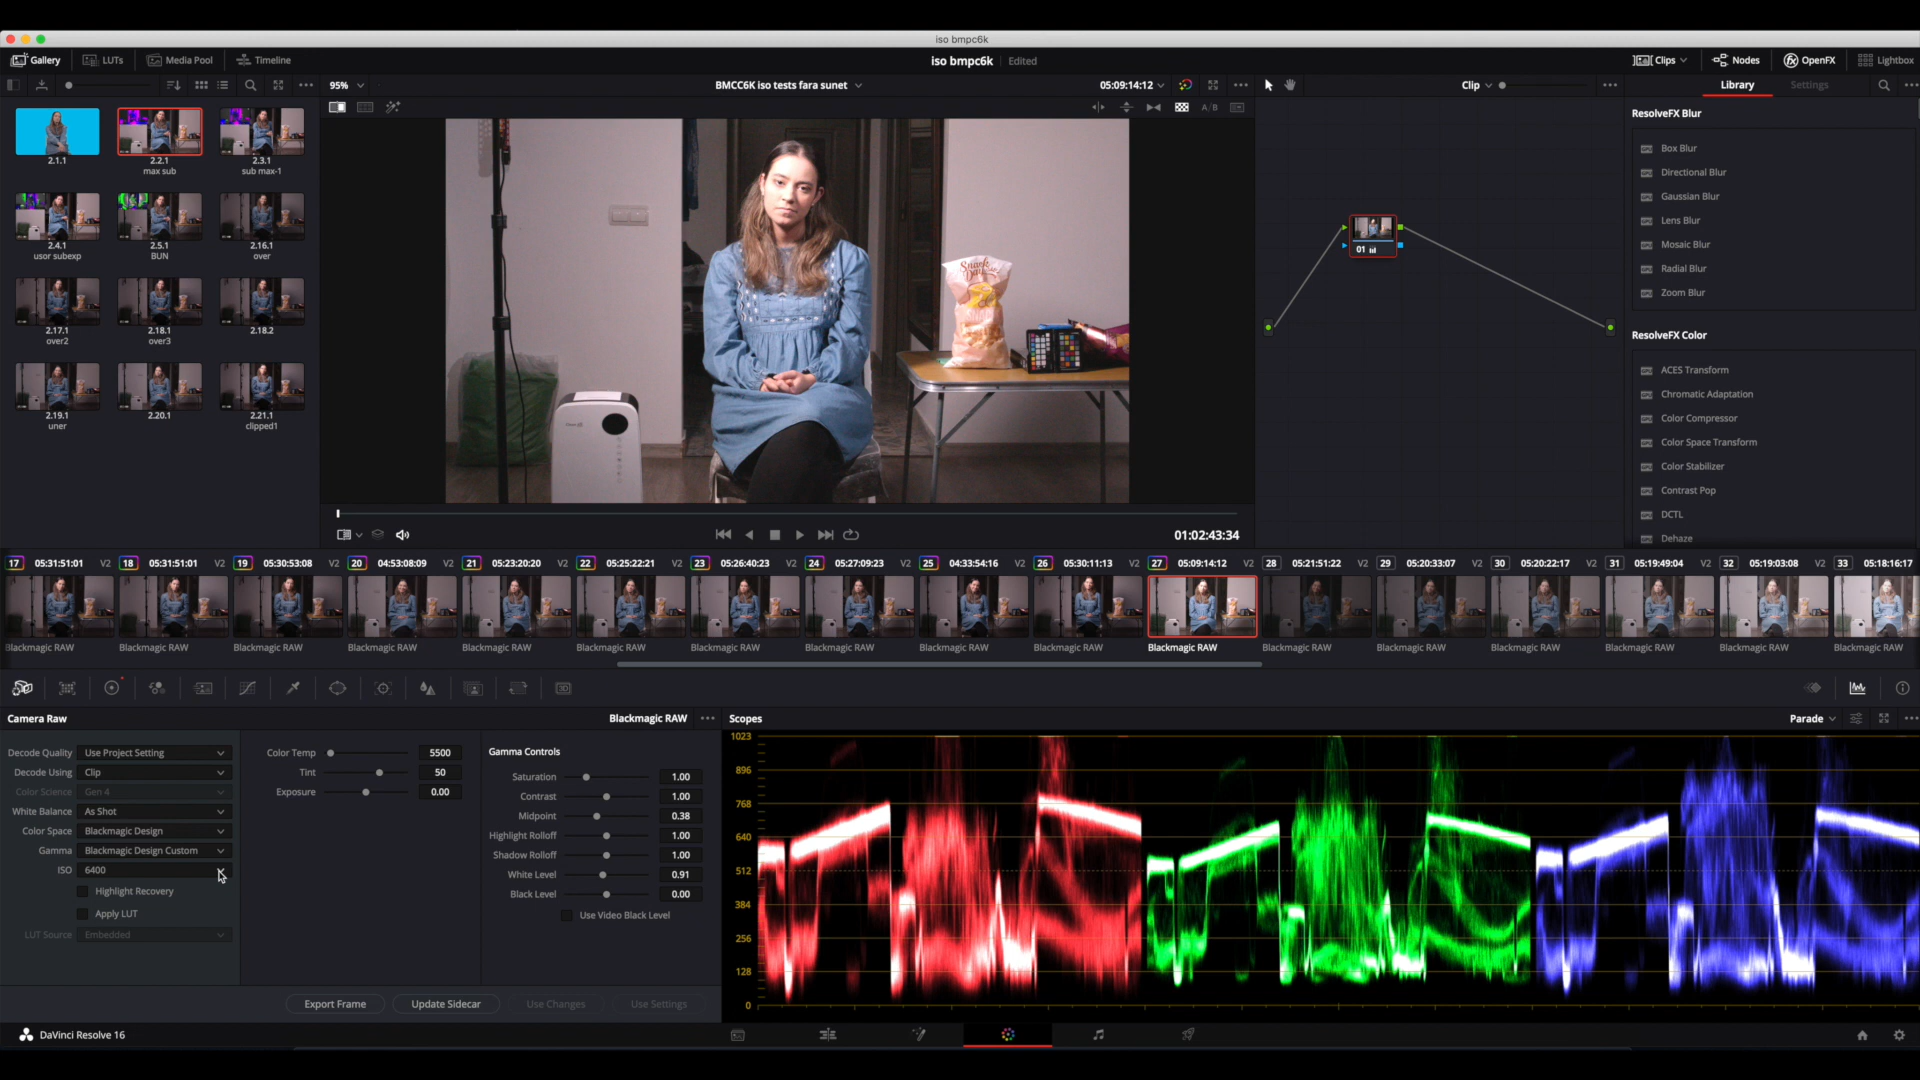 iso bmpc6k
Gallery LUTs Media Pool Timeline
iso bmpc6k Edited
Clips Nodes OpenFX Lightbox
95%
BMCC6K iso tests fara sunet
05:09:14:12
Clip
Library Settings
A/B
2.1.1
2.2.1 max sub
2.3.1 sub max-1
2.4.1 usor subexp
2.5.1 BUN
2.16.1 over
2.17.1 over2
2.18.1 over3
2.18.2
2.19.1 uner
2.20.1
2.21.1 clipped1
Snack Day
01
ResolveFX Blur
Box Blur
Directional Blur
Gaussian Blur
Lens Blur
Mosaic Blur
Radial Blur
Zoom Blur
ResolveFX Color
ACES Transform
Chromatic Adaptation
Color Compressor
Color Space Transform
Color Stabilizer
Contrast Pop
DCTL
Dehaze
01:02:43:34
17 05:31:51:01 V2 18 05:31:51:01 V2 19 05:30:53:08 V2 20 04:53:08:09 V2 21 05:23:20:20 V2 22 05:25:22:21 V2 23 05:26:40:23 V2 24 05:27:09:23 V2 25 04:33:54:16 V2 26 05:30:11:13 V2 27 05:09:14:12 V2 28 05:21:51:22 V2 29 05:20:33:07 V2 30 05:20:22:17 V2 31 05:19:49:04 V2 32 05:19:03:08 V2 33 05:18:16:17
Blackmagic RAW Blackmagic RAW Blackmagic RAW Blackmagic RAW Blackmagic RAW Blackmagic RAW Blackmagic RAW Blackmagic RAW Blackmagic RAW Blackmagic RAW Blackmagic RAW Blackmagic RAW Blackmagic RAW Blackmagic RAW Blackmagic RAW Blackmagic RAW Blackmagic RAW
3D
Camera Raw
Blackmagic RAW
Decode Quality Use Project Setting
Decode Using Clip
Color Science Gen 4
White Balance As Shot
Color Space Blackmagic Design
Gamma Blackmagic Design Custom
ISO 6400
Highlight Recovery
Apply LUT
LUT Source Embedded
Color Temp 5500
Tint 50
Exposure 0.00
Gamma Controls
Saturation 1.00
Contrast 1.00
Midpoint 0.38
Highlight Rolloff 1.00
Shadow Rolloff 1.00
White Level 0.91
Black Level 0.00
Use Video Black Level
Export Frame Update Sidecar Use Changes Use Settings
Scopes
Parade
1023
896
768
640
512
384
256
128
0
DaVinci Resolve 16